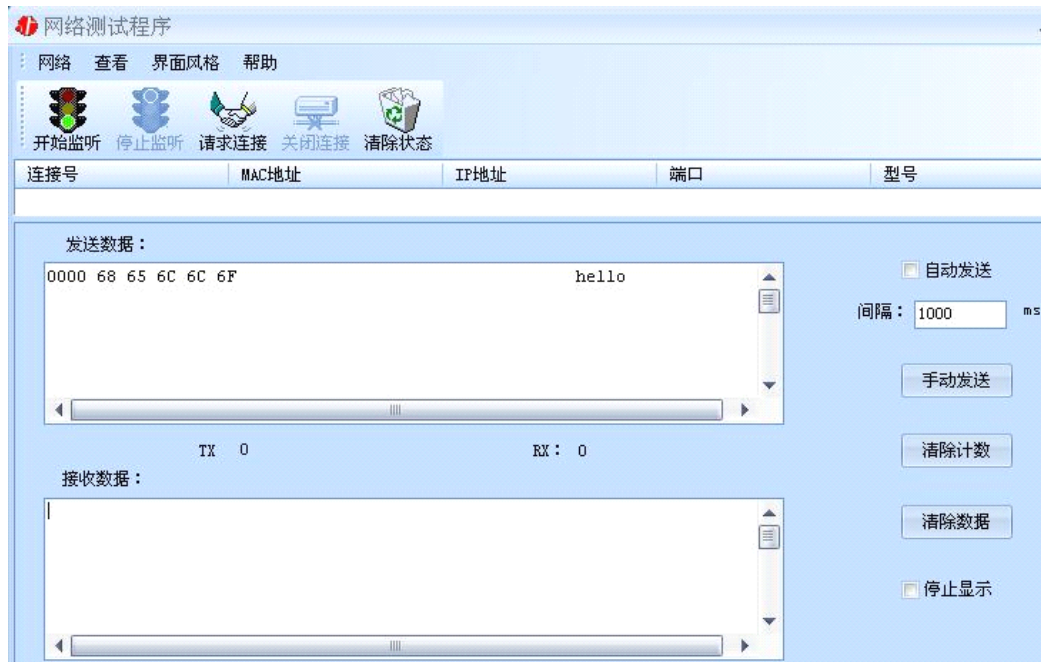 网络测试程序
网络 查看 界面风格 帮助
开始监听 停止监听 请求连接 关闭连接 清除状态
连接号 MAC地址 IP地址 端口 型号
发送数据：
0000 68 65 6C 6C 6F hello
自动发送
间隔： 1000 ms
手动发送
TX 0 RX： 0
清除计数
接收数据：
清除数据
停止显示